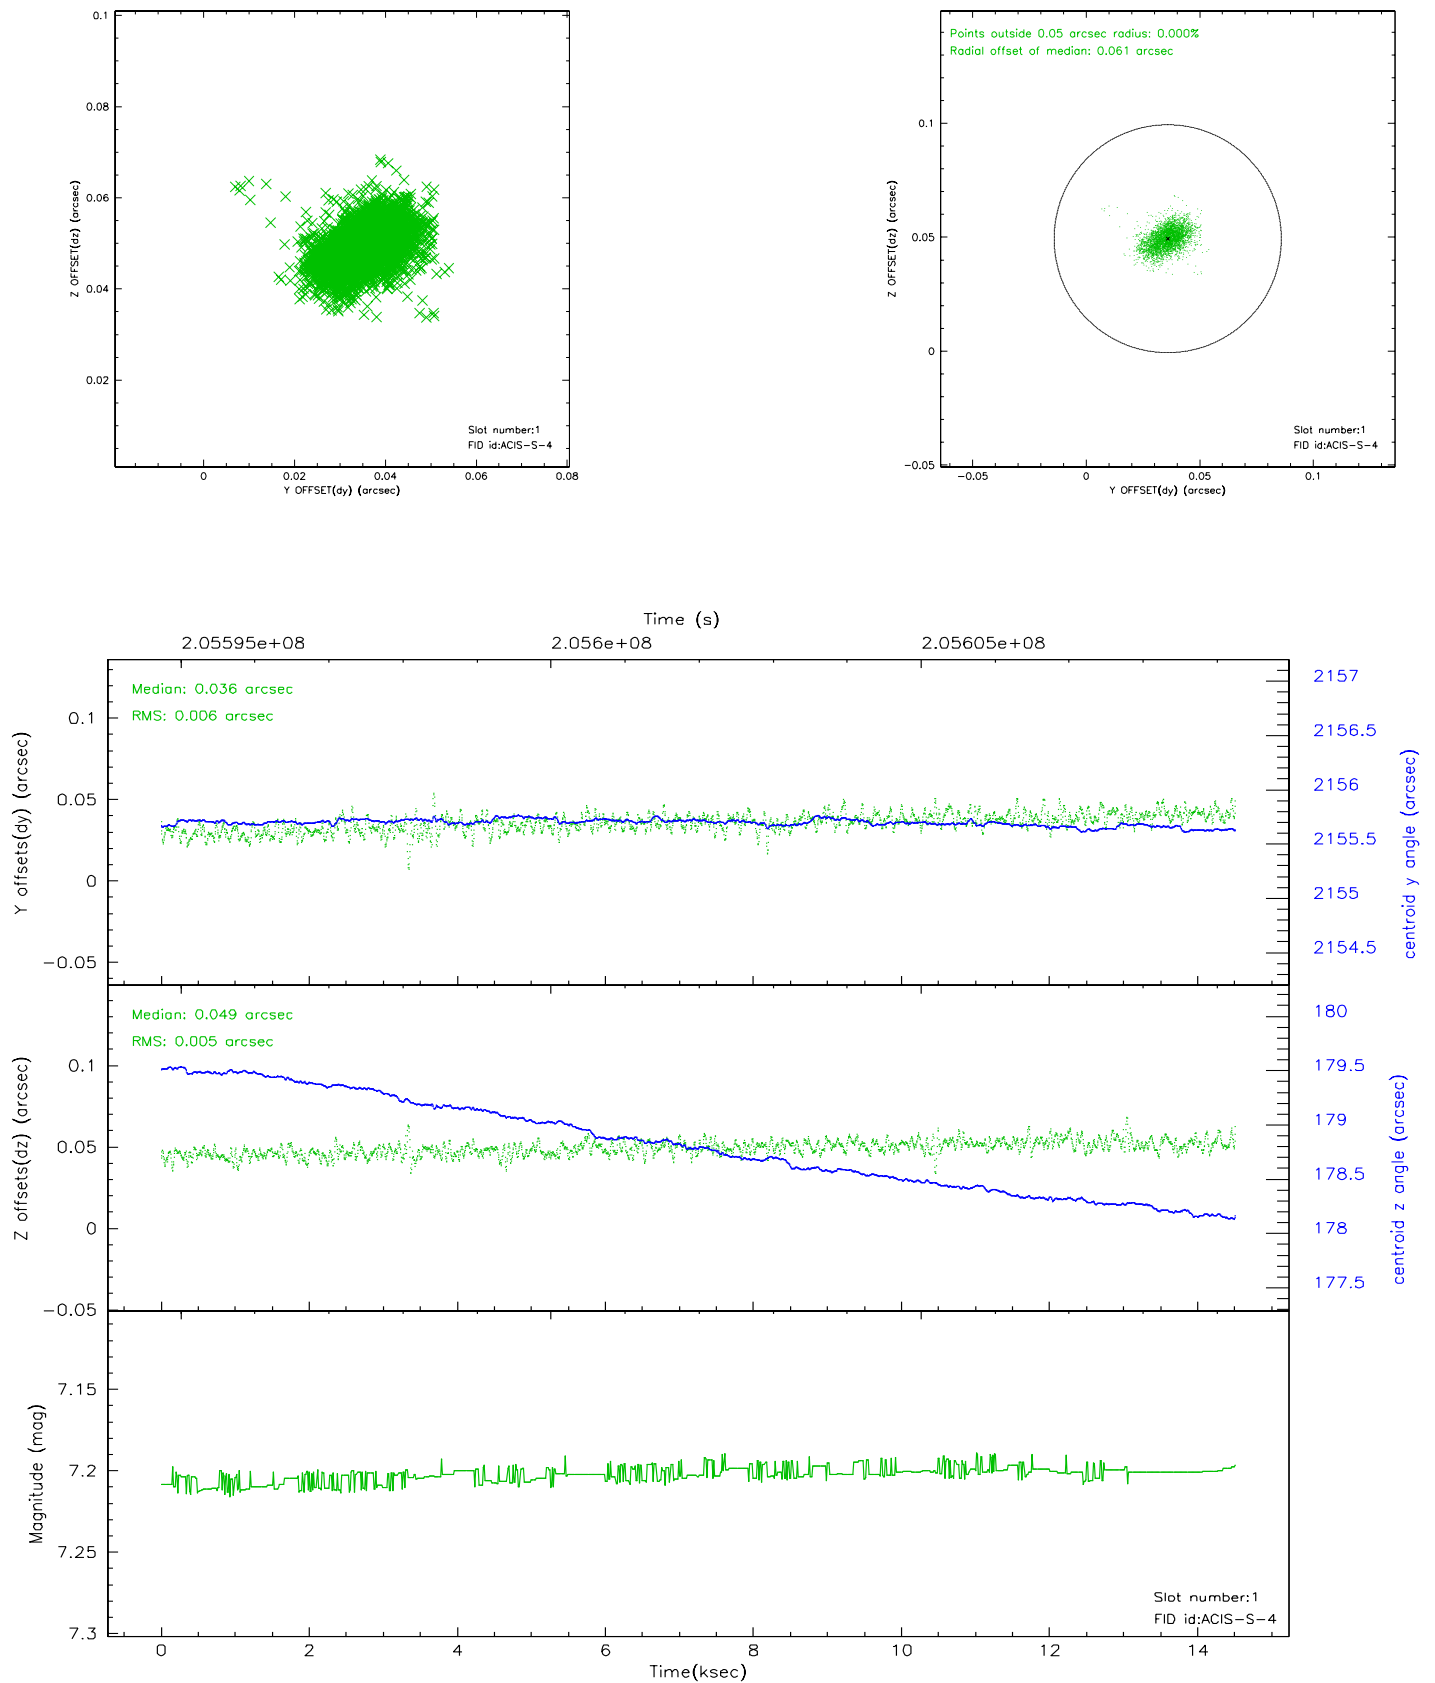 0.1
0.08
0.06
0.04
0.02
Z OFFSET(dz) (arcsec)
0 0.02 0.04 0.06 0.08
Y OFFSET(dy) (arcsec)
Slot number:1
FID id:ACIS-S-4
Points outside 0.05 arcsec radius: 0.000%
Radial offset of median: 0.061 arcsec
0.1
0.05
0
-0.05
Z OFFSET(dz) (arcsec)
-0.05 0 0.05 0.1
Y OFFSET(dy) (arcsec)
Slot number:1
FID id:ACIS-S-4
Time (s)
2.05595e+08 2.056e+08 2.05605e+08
Median: 0.036 arcsec
RMS: 0.006 arcsec
0.1
0.05
0
-0.05
Y offsets(dy) (arcsec)
2157
2156.5
2156
2155.5
2155
2154.5
centroid y angle (arcsec)
Median: 0.049 arcsec
RMS: 0.005 arcsec
0.1
0.05
0
-0.05
Z offsets(dz) (arcsec)
180
179.5
179
178.5
178
177.5
centroid z angle (arcsec)
7.15
7.2
7.25
7.3
Magnitude (mag)
Slot number:1
FID id:ACIS-S-4
0 2 4 6 8 10 12 14
Time(ksec)